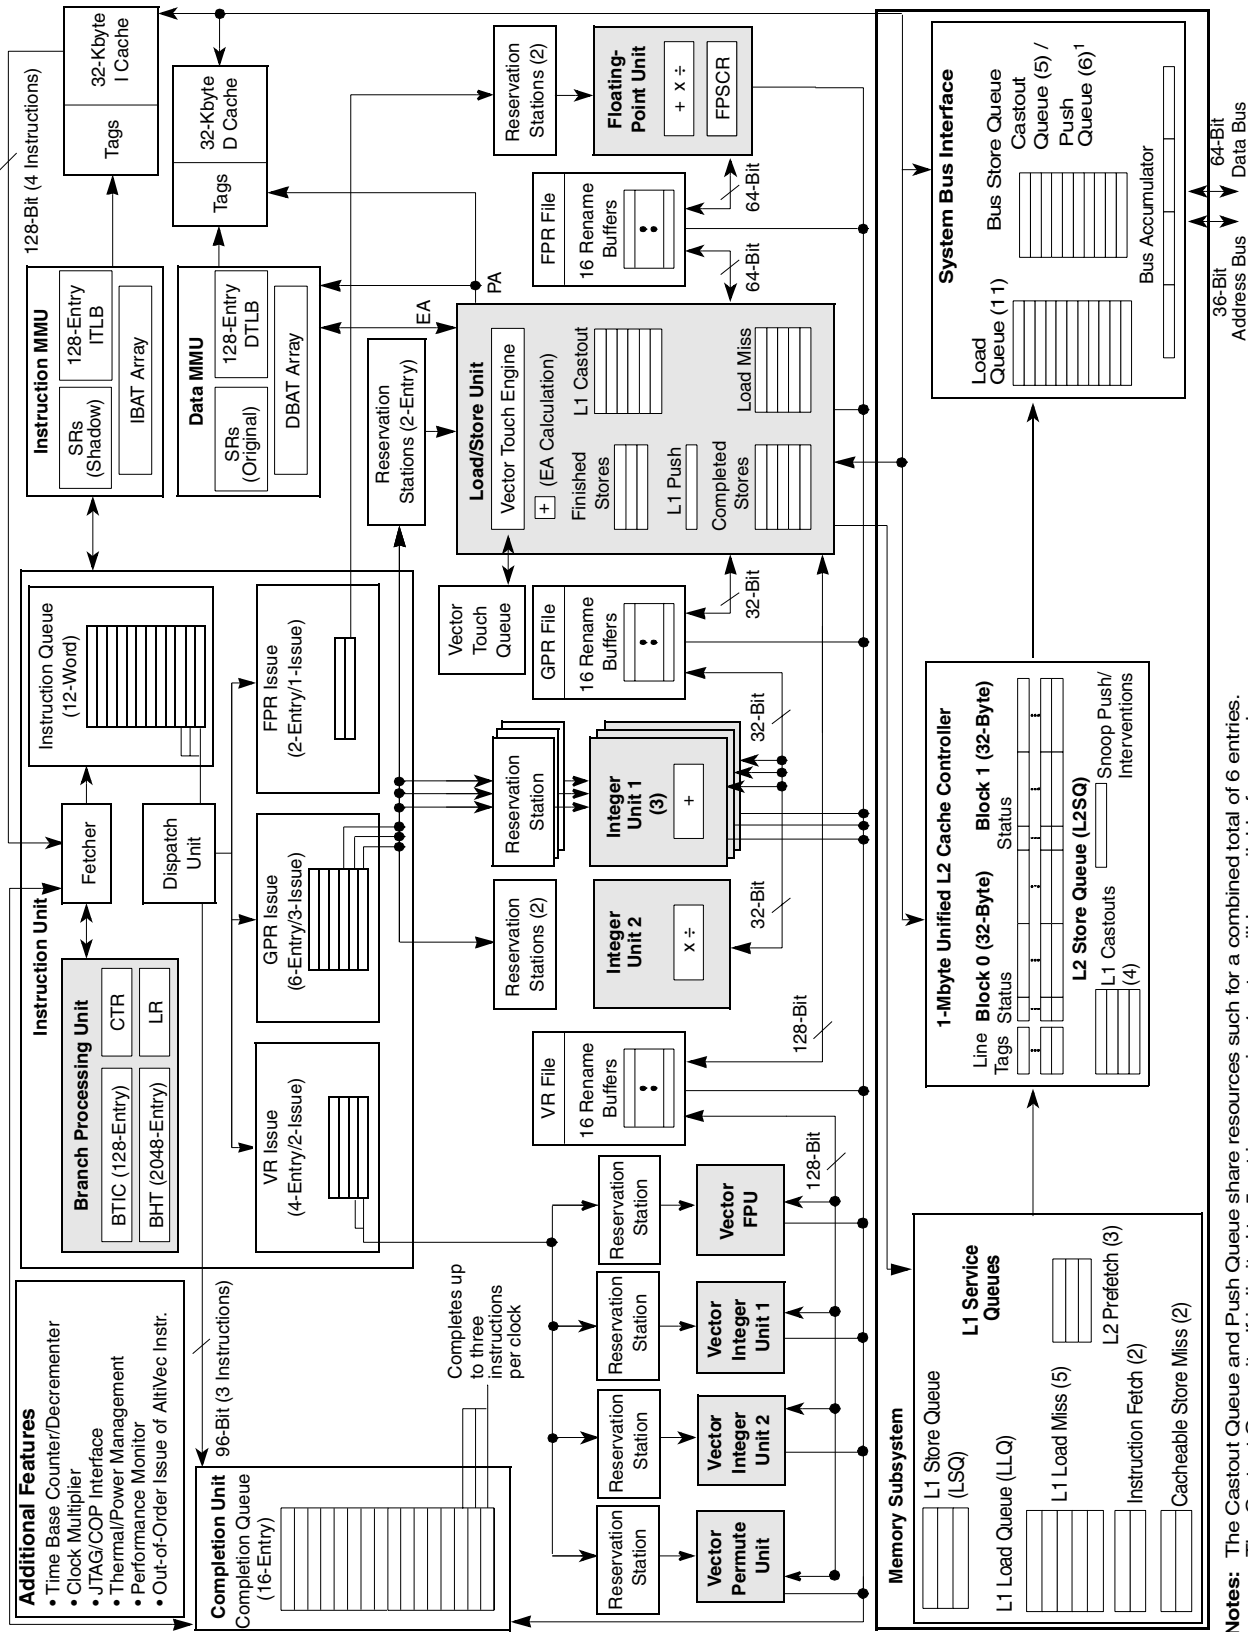 Additional Features
• Time Base Counter/Decrementer
• Clock Multiplier
• JTAG/COP Interface
• Thermal/Power Management
• Performance Monitor
• Out-of-Order Issue of AltiVec Instr.
Instruction Unit
Branch Processing Unit
BTIC (128-Entry)
CTR
BHT (2048-Entry)
LR
Fetcher
Instruction Queue
(12-Word)
Dispatch
Unit
VR Issue
(4-Entry/2-Issue)
GPR Issue
(6-Entry/3-Issue)
FPR Issue
(2-Entry/1-Issue)
128-Bit (4 Instructions)
Instruction MMU
SRs
(Shadow)
128-Entry
ITLB
IBAT Array
Tags
32-Kbyte
I Cache
Data MMU
SRs
(Original)
128-Entry
DTLB
DBAT Array
Tags
32-Kbyte
D Cache
96-Bit (3 Instructions)
Completion Unit
Completion Queue
(16-Entry)
Completes up
to three
instructions
per clock
EA
PA
Reservation
Stations (2-Entry)
Vector
Touch
Queue
Load/Store Unit
Vector Touch Engine
+
(EA Calculation)
Finished
Stores
L1 Castout
L1 Push
Completed
Stores
Load Miss
Reservation
Station
Reservation
Station
Reservation
Station
Reservation
Station
Vector
Permute
Unit
Vector
Integer
Unit 2
Vector
Integer
Unit 1
Vector
FPU
128-Bit
VR File
16 Rename
Buffers
128-Bit
Reservation
Stations (2)
Integer
Unit 2
x ÷
32-Bit
Reservation
Station
Integer
Unit 1
(3)
+
32-Bit
GPR File
16 Rename
Buffers
32-Bit
FPR File
16 Rename
Buffers
64-Bit
64-Bit
Reservation
Stations (2)
Floating-
Point Unit
+ x ÷
FPSCR
Memory Subsystem
L1 Store Queue
(LSQ)
L1 Service
Queues
L1 Load Queue (LLQ)
L1 Load Miss (5)
L2 Prefetch (3)
Instruction Fetch (2)
Cacheable Store Miss (2)
1-Mbyte Unified L2 Cache Controller
Line
Tags
Block 0 (32-Byte)
Status
Block 1 (32-Byte)
Status
L2 Store Queue (L2SQ)
L1 Castouts
(4)
Snoop Push/
Interventions
System Bus Interface
Load
Queue (11)
Bus Store Queue
Castout
Queue (5) /
Push
Queue (6)1
Bus Accumulator
36-Bit
Address Bus
64-Bit
Data Bus
Notes: The Castout Queue and Push Queue share resources such for a combined total of 6 entries.